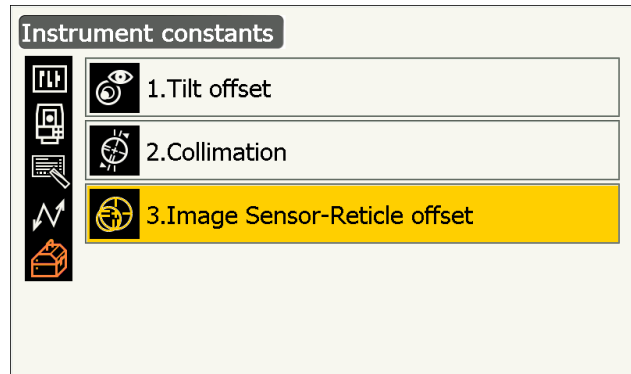 Instrument constants
1.Tilt offset
2.Collimation
3.Image Sensor-Reticle offset